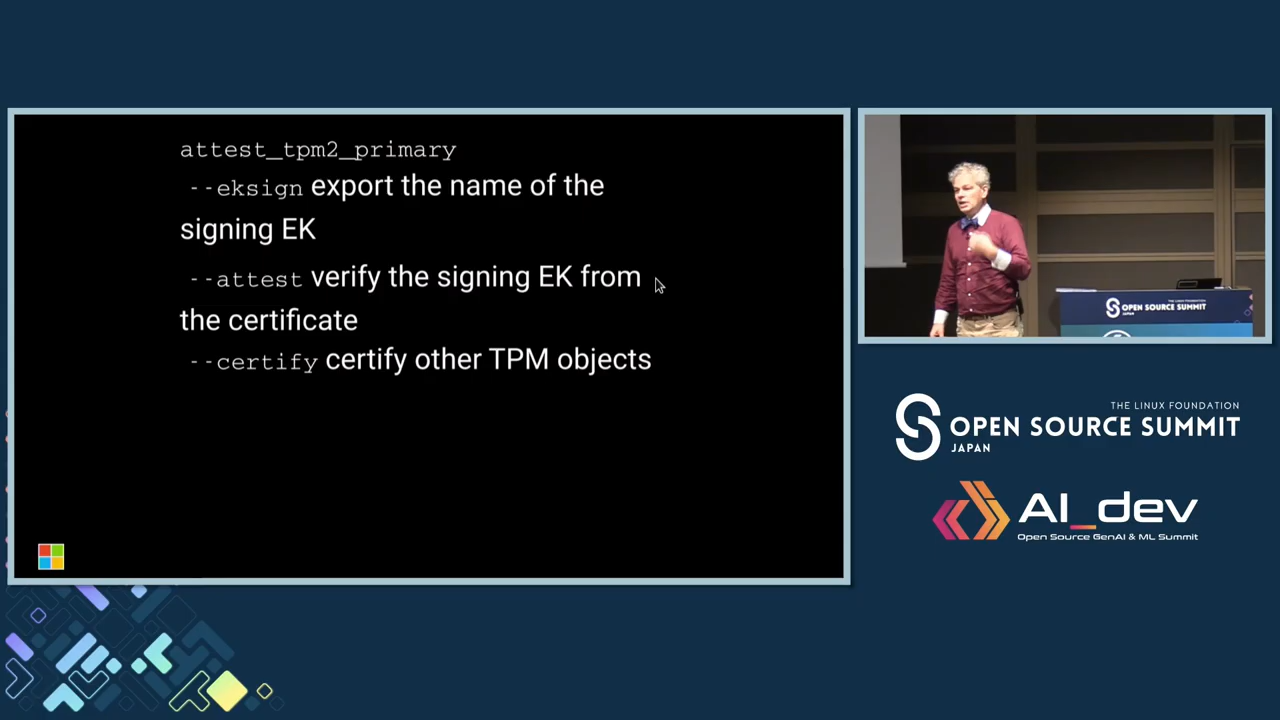 attest_tpm2_primary
--eksign export the name of the
signing EK
--attest verify the signing EK from
the certificate
--certify certify other TPM objects
OPEN SOURCE SUMMIT
JAPAN
THE LINUX FOUNDATION
OPEN SOURCE SUMMIT
JAPAN
AI_dev
Open Source GenAI & ML Summit